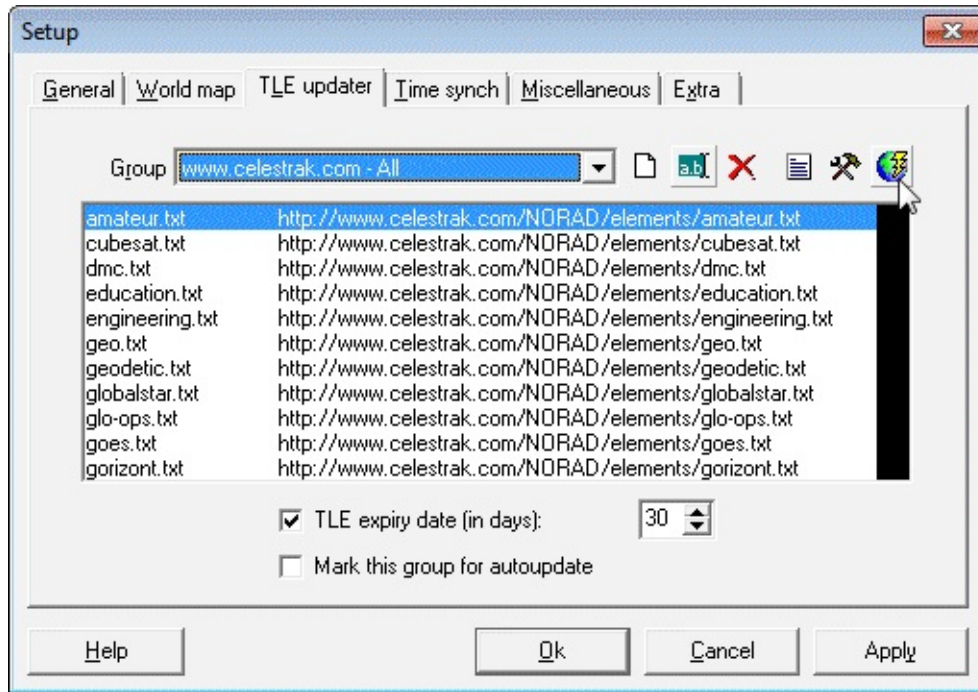 Setup
General World map TLE updater Time synch Miscellaneous Extra
Group www.celestrak.com - All a.b
amateur.txt http://www.celestrak.com/NORAD/elements/amateur.txt
cubesat.txt http://www.celestrak.com/NORAD/elements/cubesat.txt
dmc.txt http://www.celestrak.com/NORAD/elements/dmc.txt
education.txt http://www.celestrak.com/NORAD/elements/education.txt
engineering.txt http://www.celestrak.com/NORAD/elements/engineering.txt
geo.txt http://www.celestrak.com/NORAD/elements/geo.txt
geodetic.txt http://www.celestrak.com/NORAD/elements/geodetic.txt
globalstar.txt http://www.celestrak.com/NORAD/elements/globalstar.txt
glo-ops.txt http://www.celestrak.com/NORAD/elements/glo-ops.txt
goes.txt http://www.celestrak.com/NORAD/elements/goes.txt
gorizont.txt http://www.celestrak.com/NORAD/elements/gorizont.txt
TLE expiry date (in days): 30
Mark this group for autoupdate
Help Ok Cancel Apply